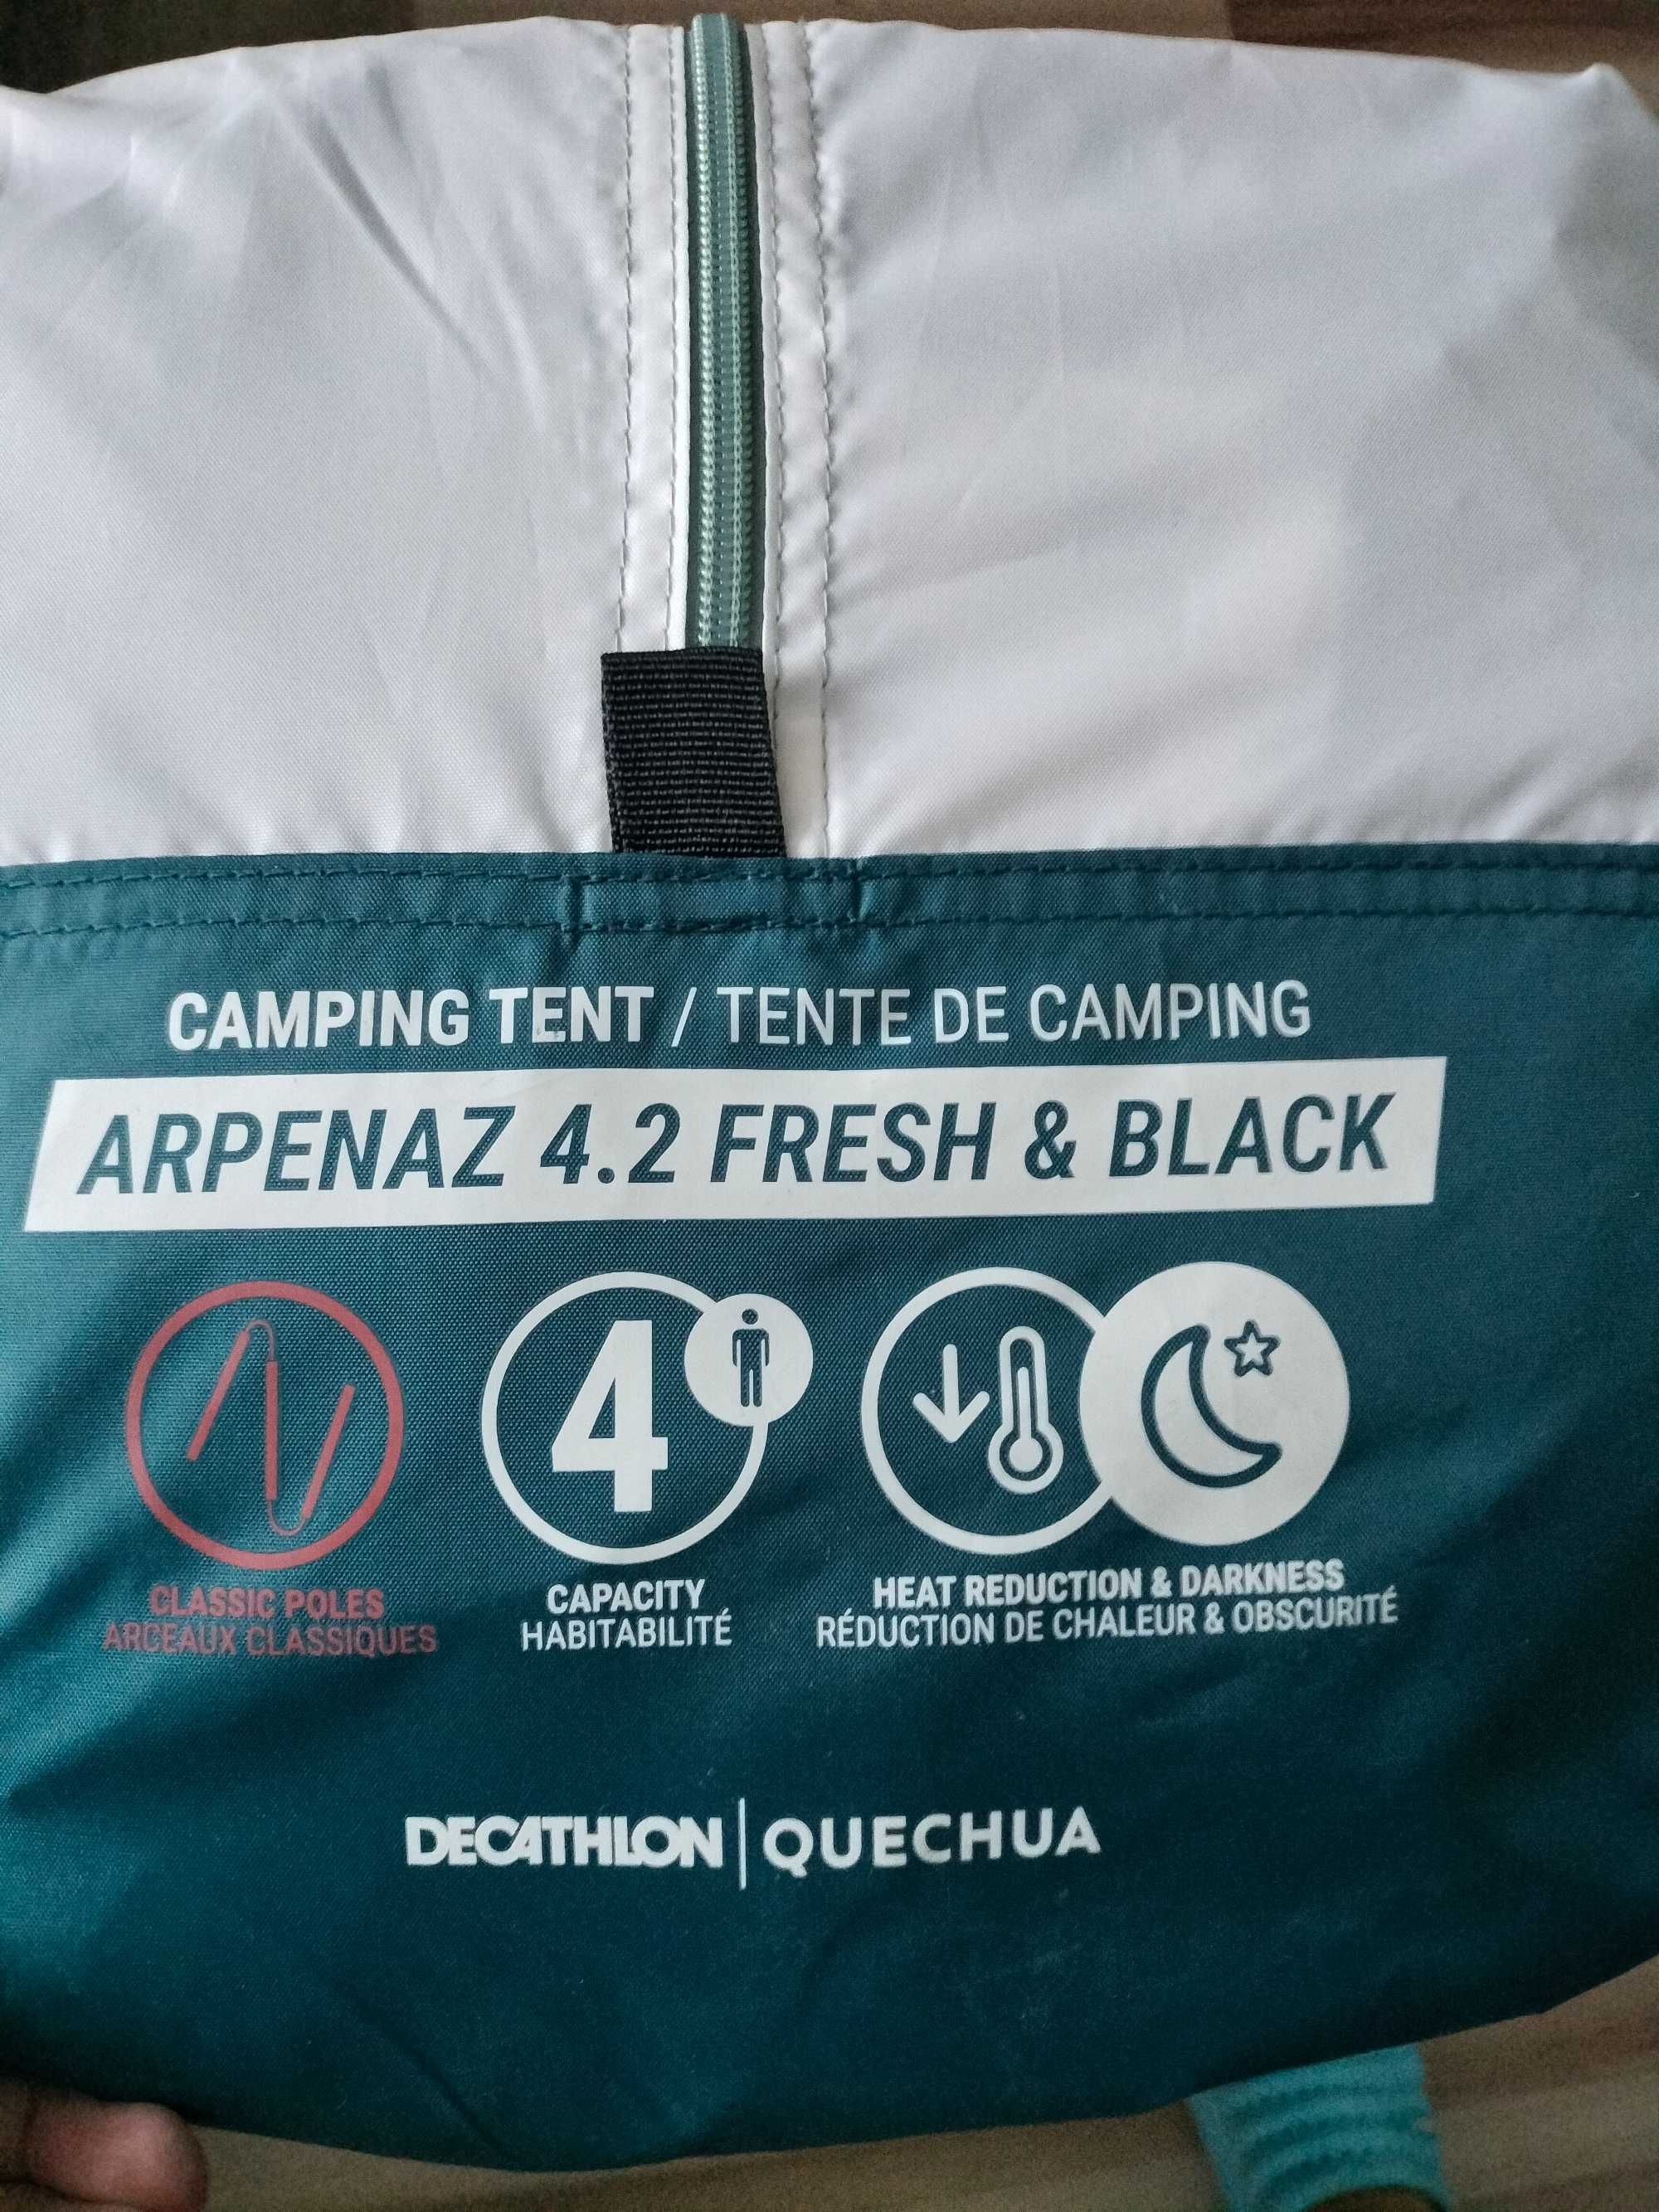 CAMPING TENT / TENTE DE CAMPING
ARPENAZ 4.2 FRESH & BLACK
4
CLASSIC POLES
ARCEAUX CLASSIQUES
CAPACITY
HABITABILITÉ
HEAT REDUCTION & DARKNESS
RÉDUCTION DE CHALEUR & OBSCURITÉ
DECATHLON | QUECHUA